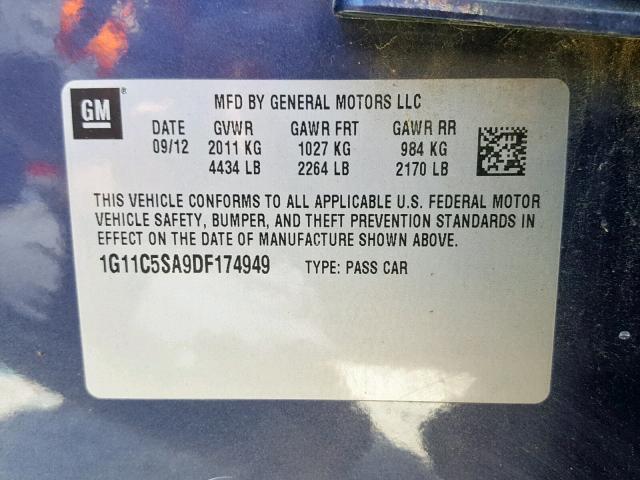 GM
MFD BY GENERAL MOTORS LLC
DATE GVWR GAWR FRT GAWR RR
09/12 2011 KG 1027 KG 984 KG
4434 LB 2264 LB 2170 LB
THIS VEHICLE CONFORMS TO ALL APPLICABLE U.S. FEDERAL MOTOR
VEHICLE SAFETY, BUMPER, AND THEFT PREVENTION STANDARDS IN
EFFECT ON THE DATE OF MANUFACTURE SHOWN ABOVE.
1G11C5SA9DF174949 TYPE: PASS CAR